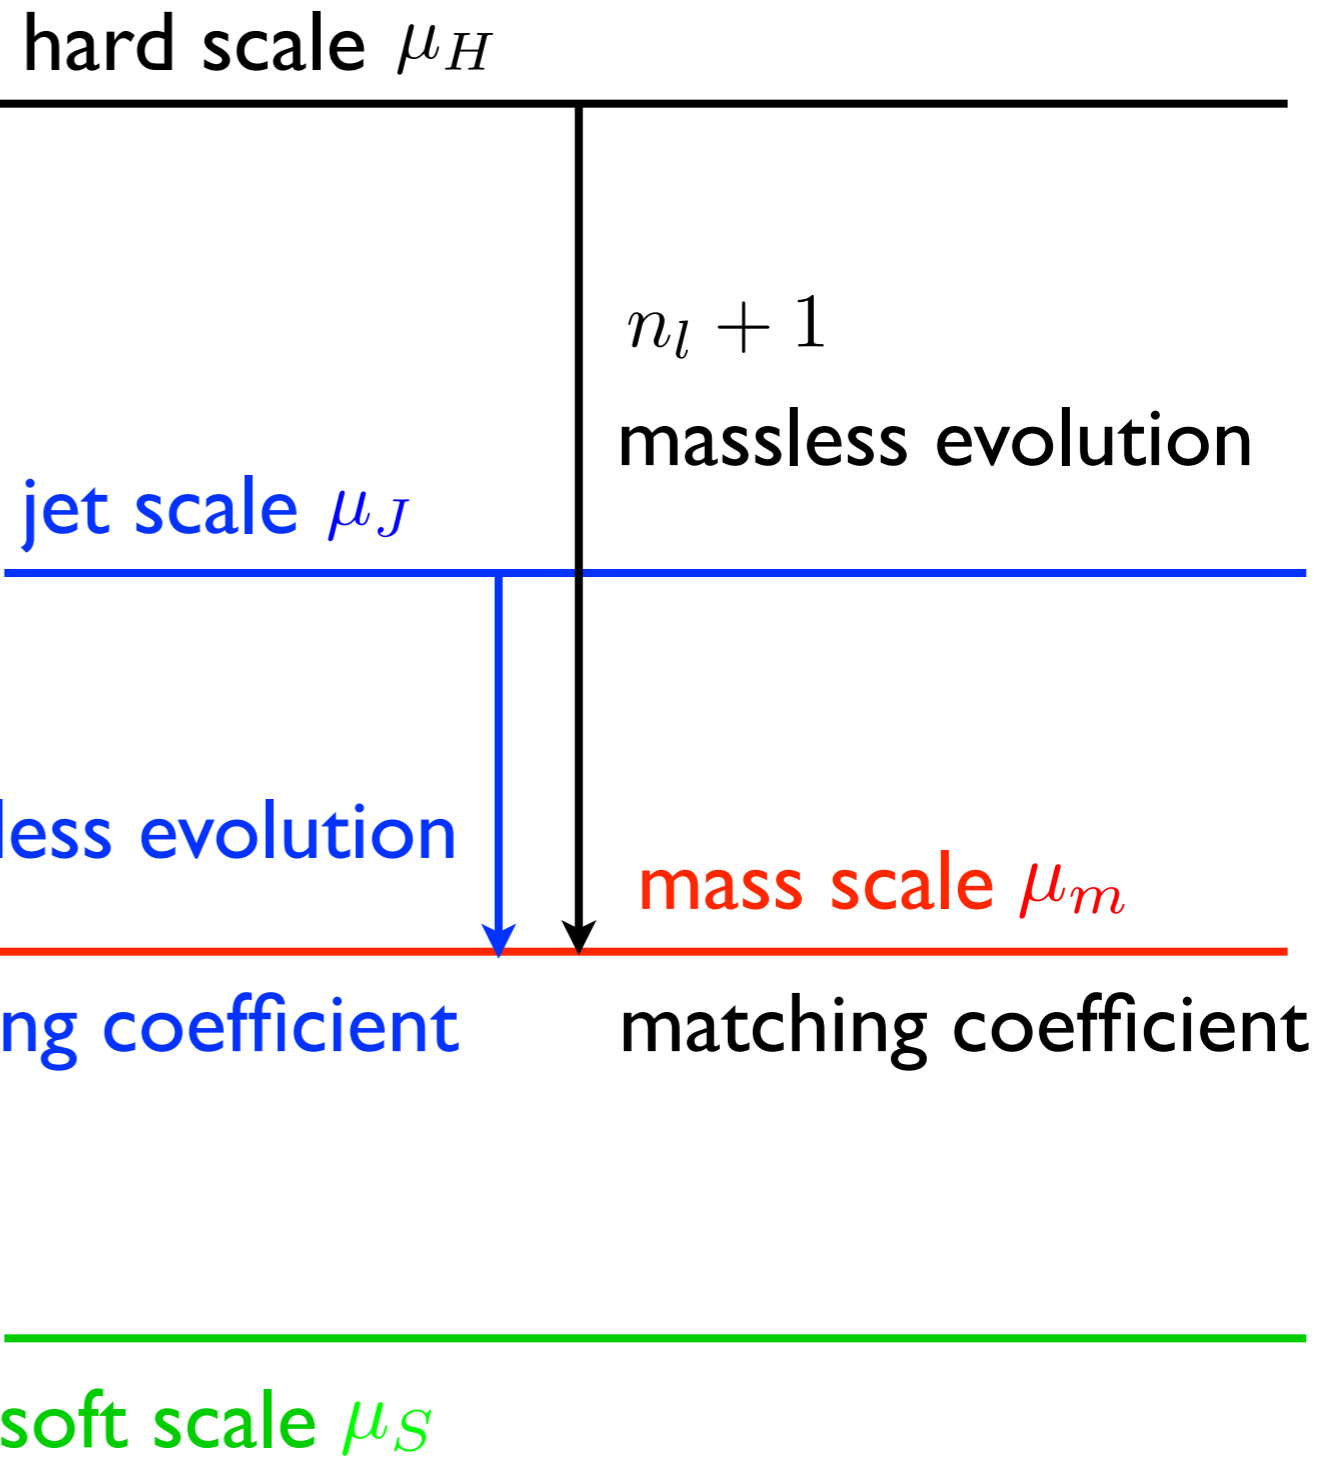 hard scale μ_H
n_l + 1
massless evolution
jet scale μ_J
less evolution
mass scale μ_m
ng coefficient
matching coefficient
soft scale μ_S